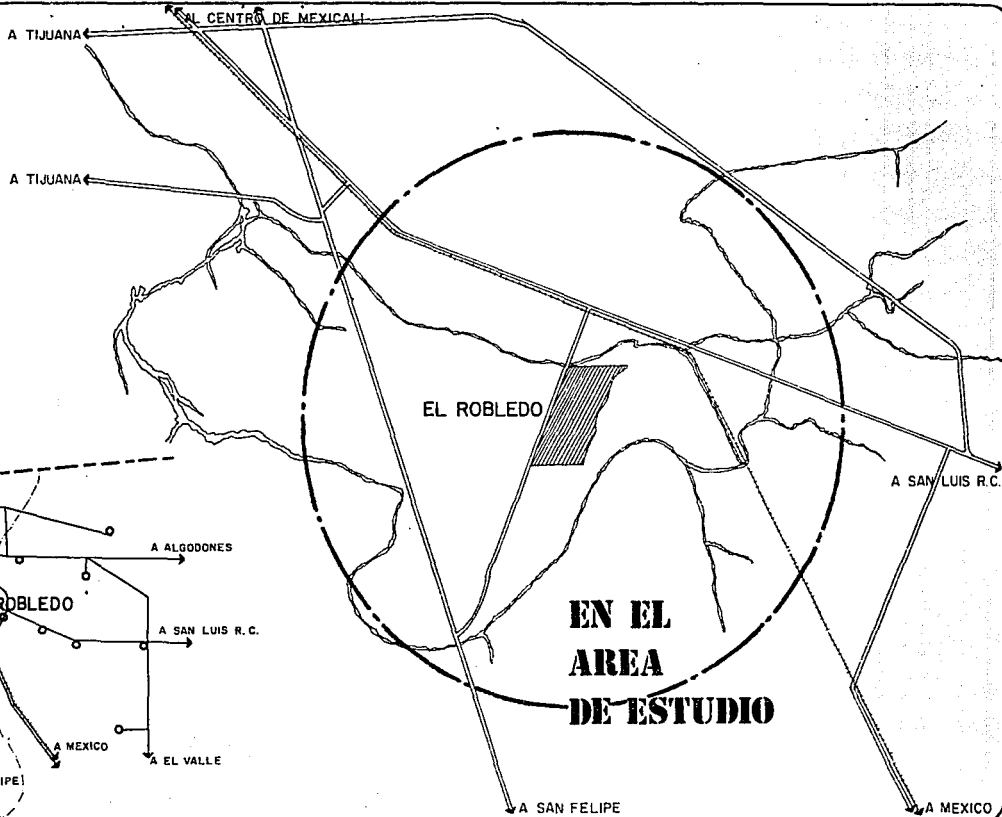 AL CENTRO DE MEXICALI
A TIJUANA
A TIJUANA
EL ROBLEDO
A SAN LUIS R.C.
A ALGODONES
ROBLEDO
A SAN LUIS R. C.
EN EL
AREA
DE ESTUDIO
A MEXICO
A EL VALLE
IPE
A SAN FELIPE
A MEXICO